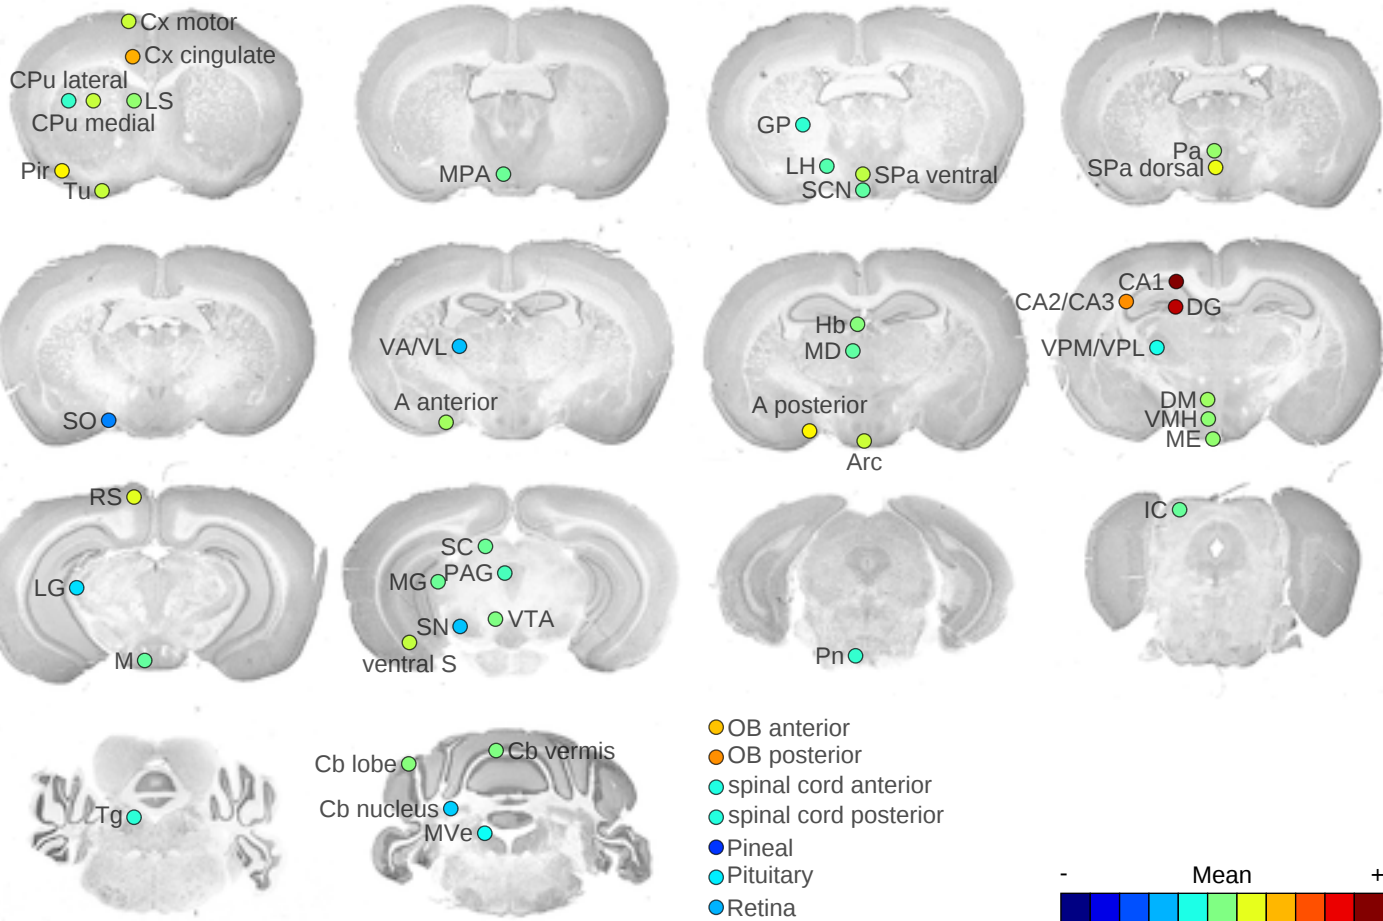 Cx motor
Cx cingulate
CPu lateral
LS
CPu medial
Pir
Tu
MPA
GP
LH
SPa ventral
SCN
Pa
SPa dorsal
SO
VA/VL
A anterior
Hb
MD
A posterior
Arc
CA1
CA2/CA3
DG
VPM/VPL
DM
VMH
ME
RS
LG
M
SC
PAG
MG
VTA
SN
ventral S
Pn
IC
Tg
Cb vermis
Cb lobe
Cb nucleus
MVe
OB anterior
OB posterior
spinal cord anterior
spinal cord posterior
Pineal
Pituitary
Retina
- Mean +